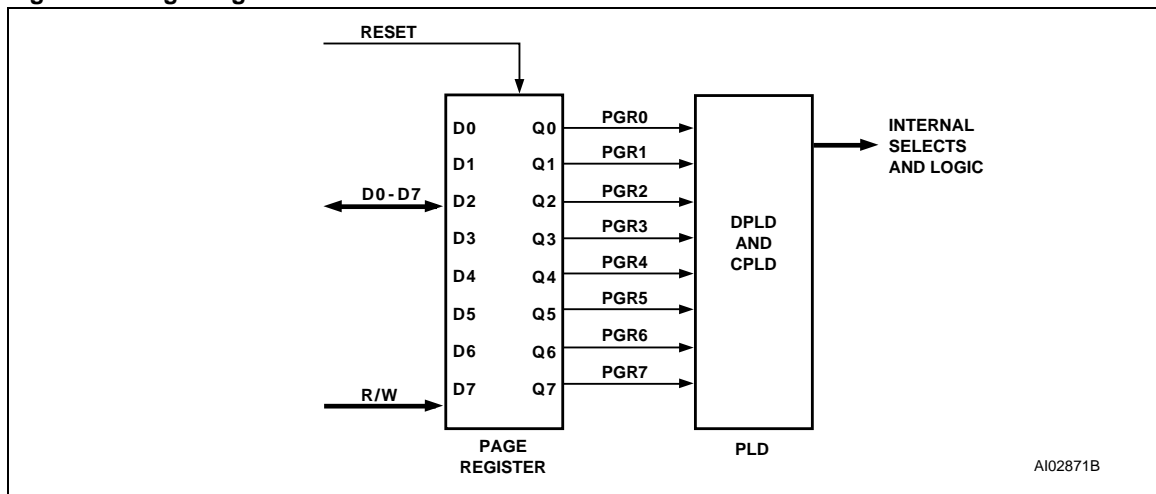 RESET
D0 Q0 PGR0
D1 Q1 PGR1
D0-D7 D2 Q2 PGR2
D3 Q3 PGR3
D4 Q4 PGR4
D5 Q5 PGR5
D6 Q6 PGR6
R/W D7 Q7 PGR7
PAGE
REGISTER
DPLD
AND
CPLD
PLD
INTERNAL
SELECTS
AND LOGIC
AI02871B